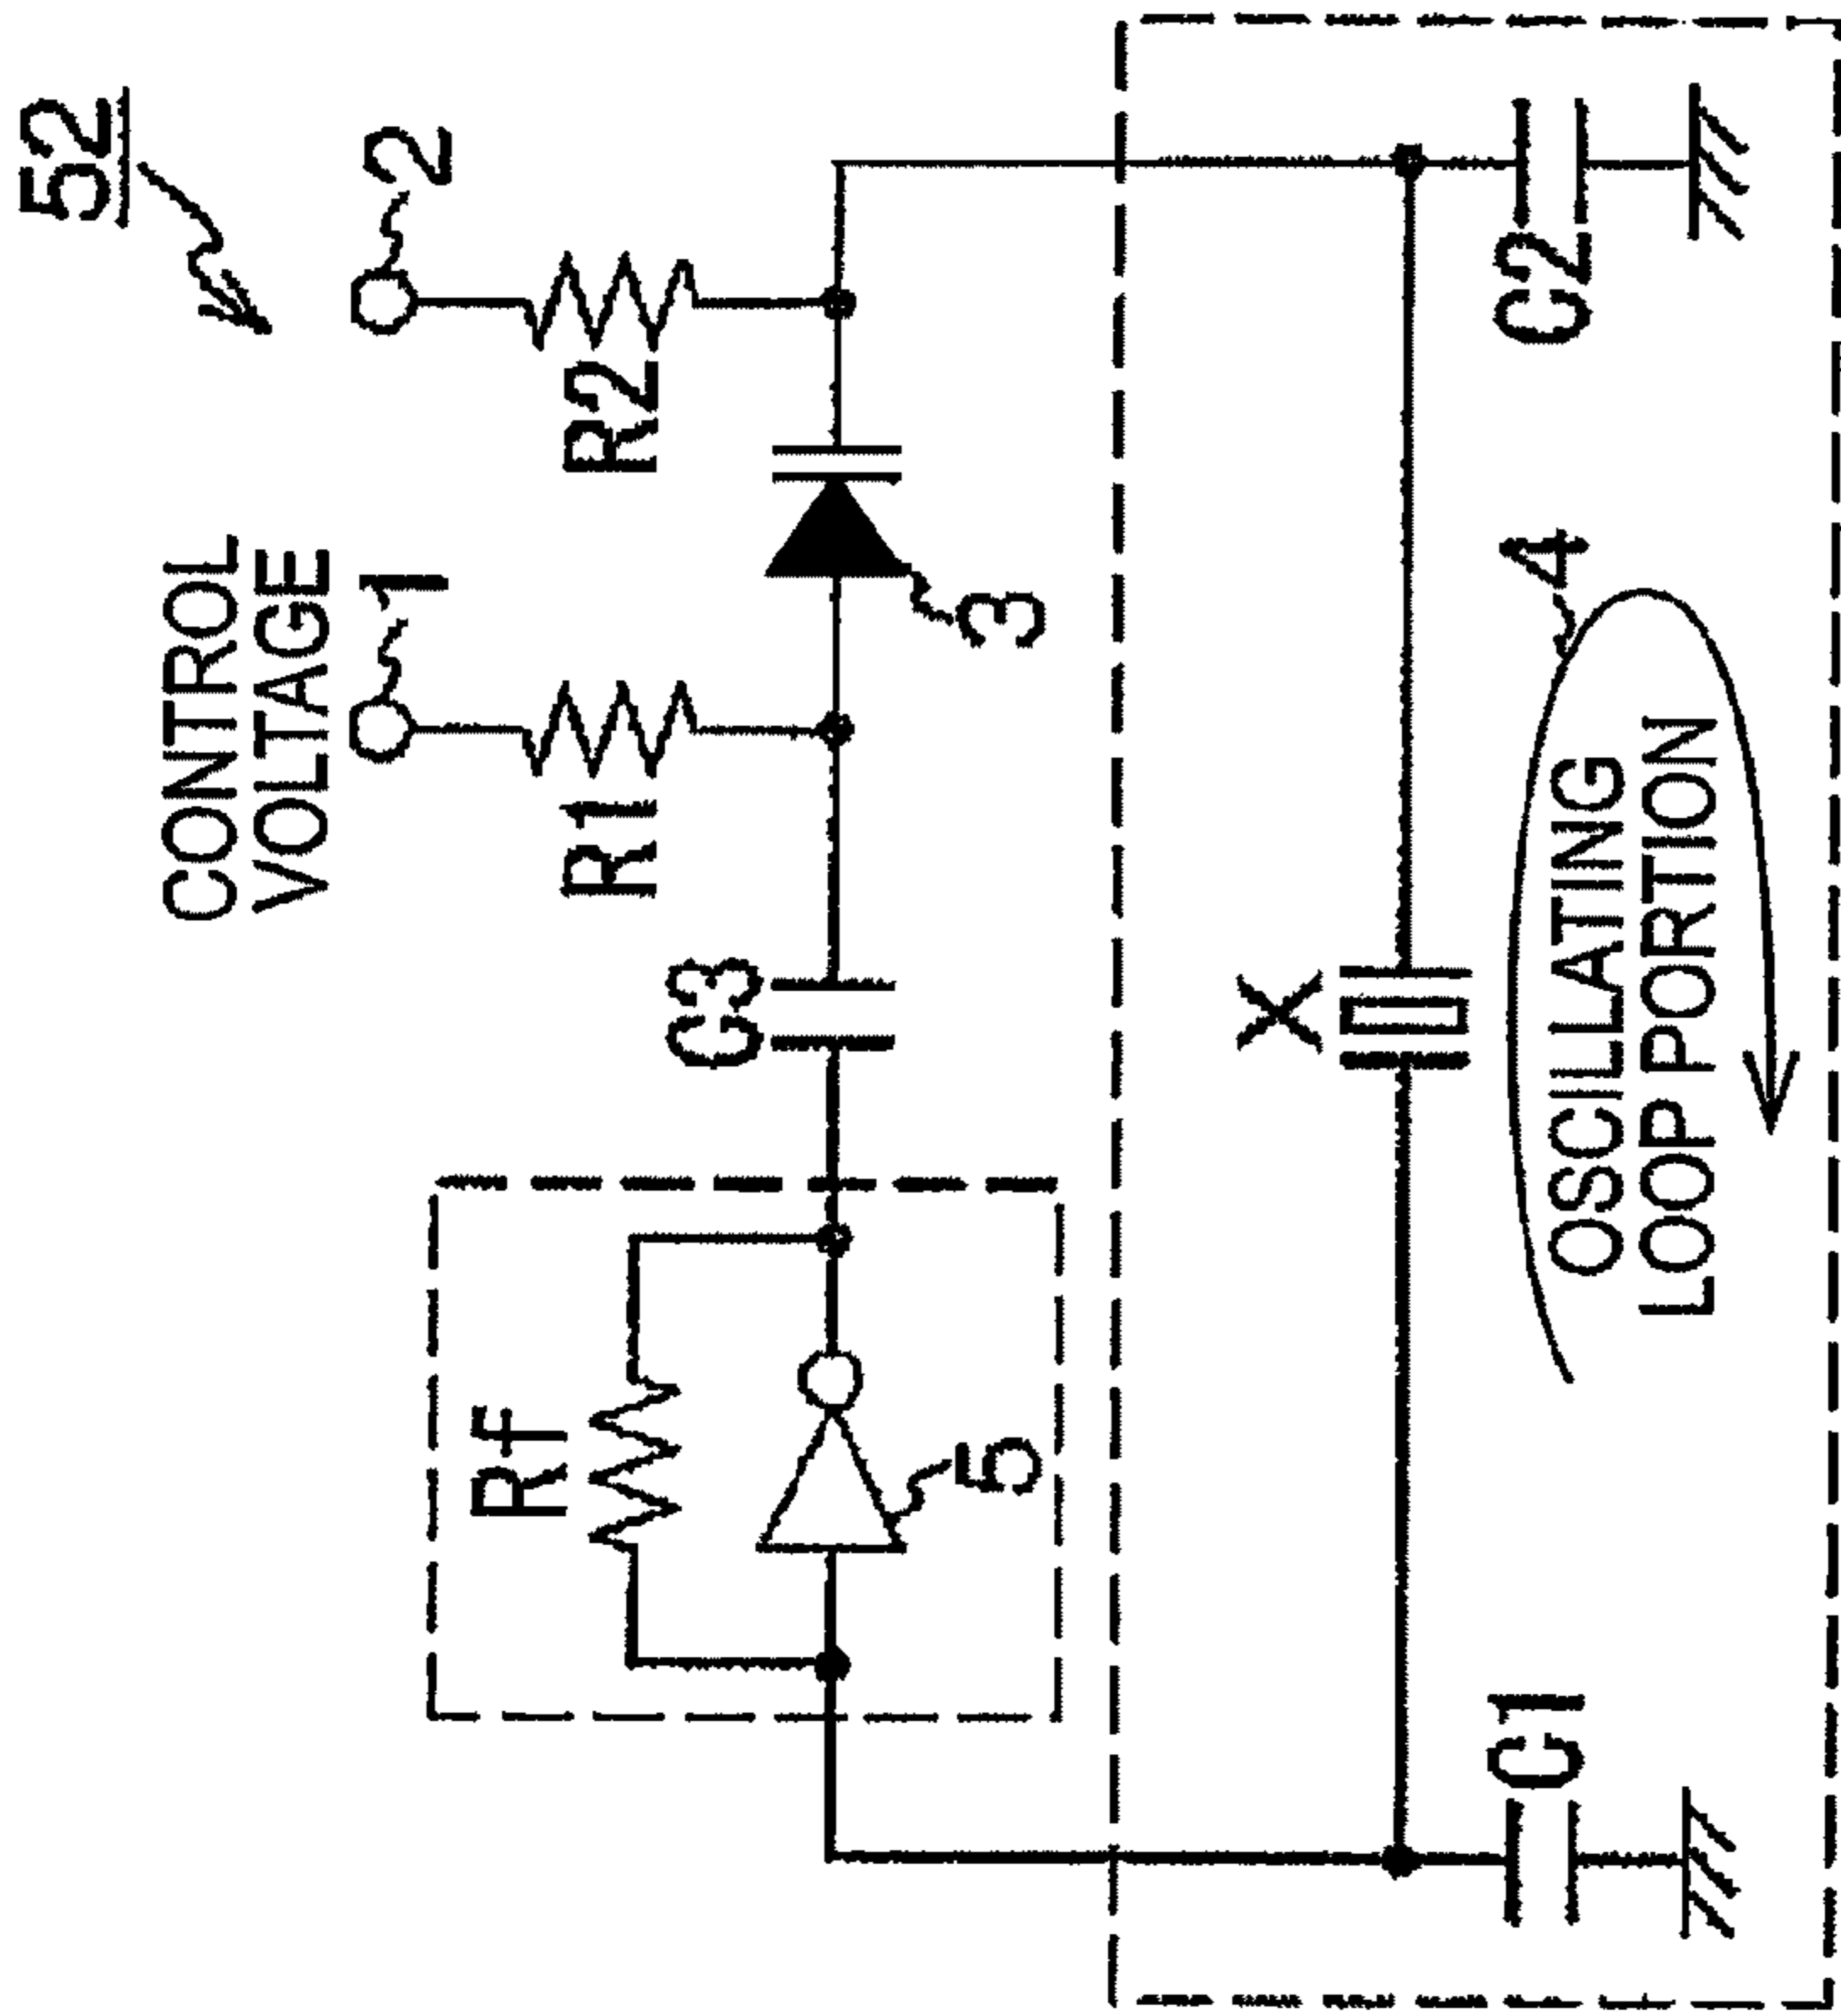 52
CONTROL
VOLTAGE
1
2
R1
R2
C3
3
Rf
5
X
4
OSCILLATING
LOOP PORTION
C1
C2